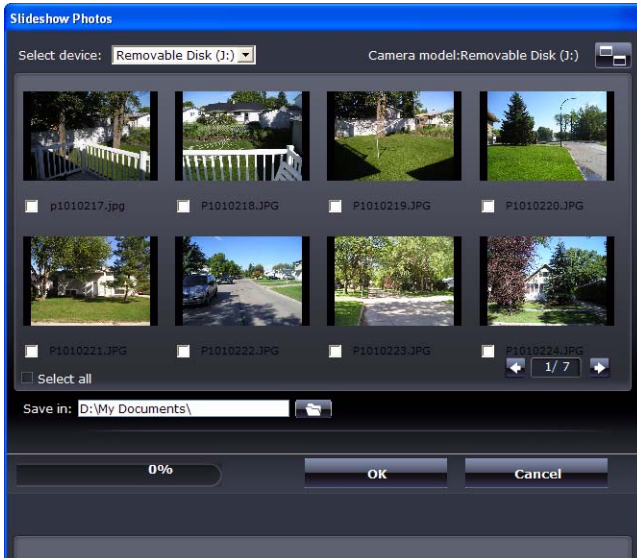 Slideshow Photos
Select device: Removable Disk (J:) Camera model:Removable Disk (J:)
p1010217.jpg P1010218.JPG P1010219.JPG P1010220.JPG
P1010221.JPG P1010222.JPG P1010223.JPG P1010224.JPG
1/ 7
Select all
Save in: D:\My Documents\
0% OK Cancel